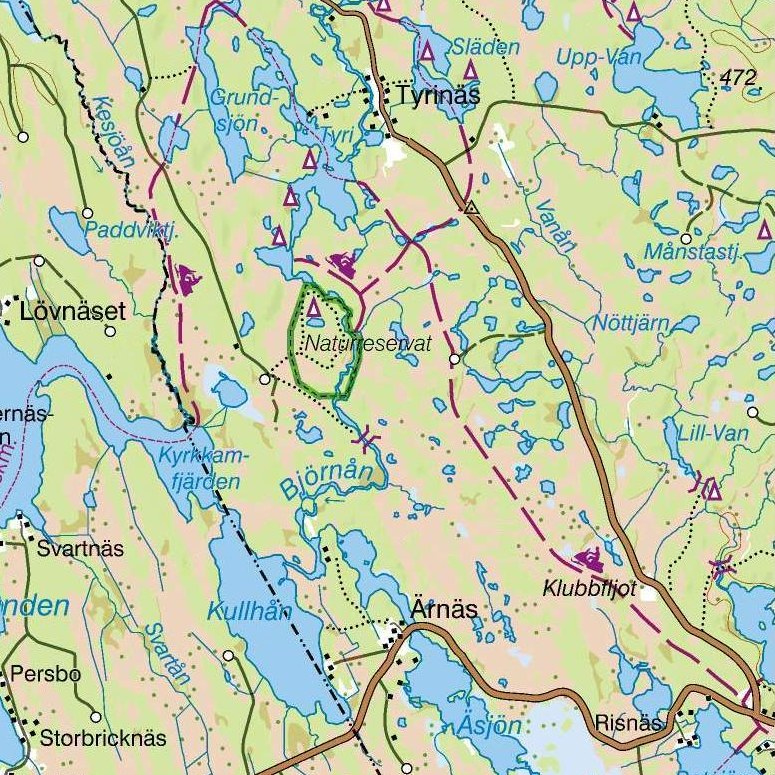 Släden
Upp-Van
472
Tyrinäs
Grund-
sjön
Tyri
Kesjöån
Vanån
Paddviktj.
Månstastj.
Lövnäset
Nöttjärn
Naturreservat
Lill-Van
Kyrkkam-
fjärden
Björnån
Svartnäs
Klubbfljot
Kullhån
Ärnäs
Svartån
Persbo
Äsjön
Risnäs
Storbricknäs